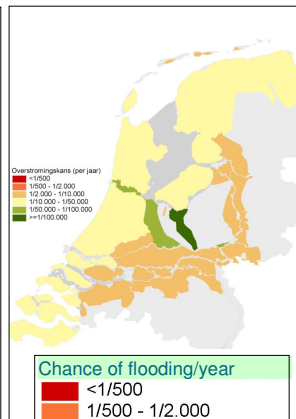 Overstromingskans (per jaar)
<1/500
1/500 - 1/2.000
1/2.000 - 1/10.000
1/10.000 - 1/50.000
1/50.000 - 1/100.000
>=1/100.000
Chance of flooding/year
<1/500
1/500 - 1/2.000